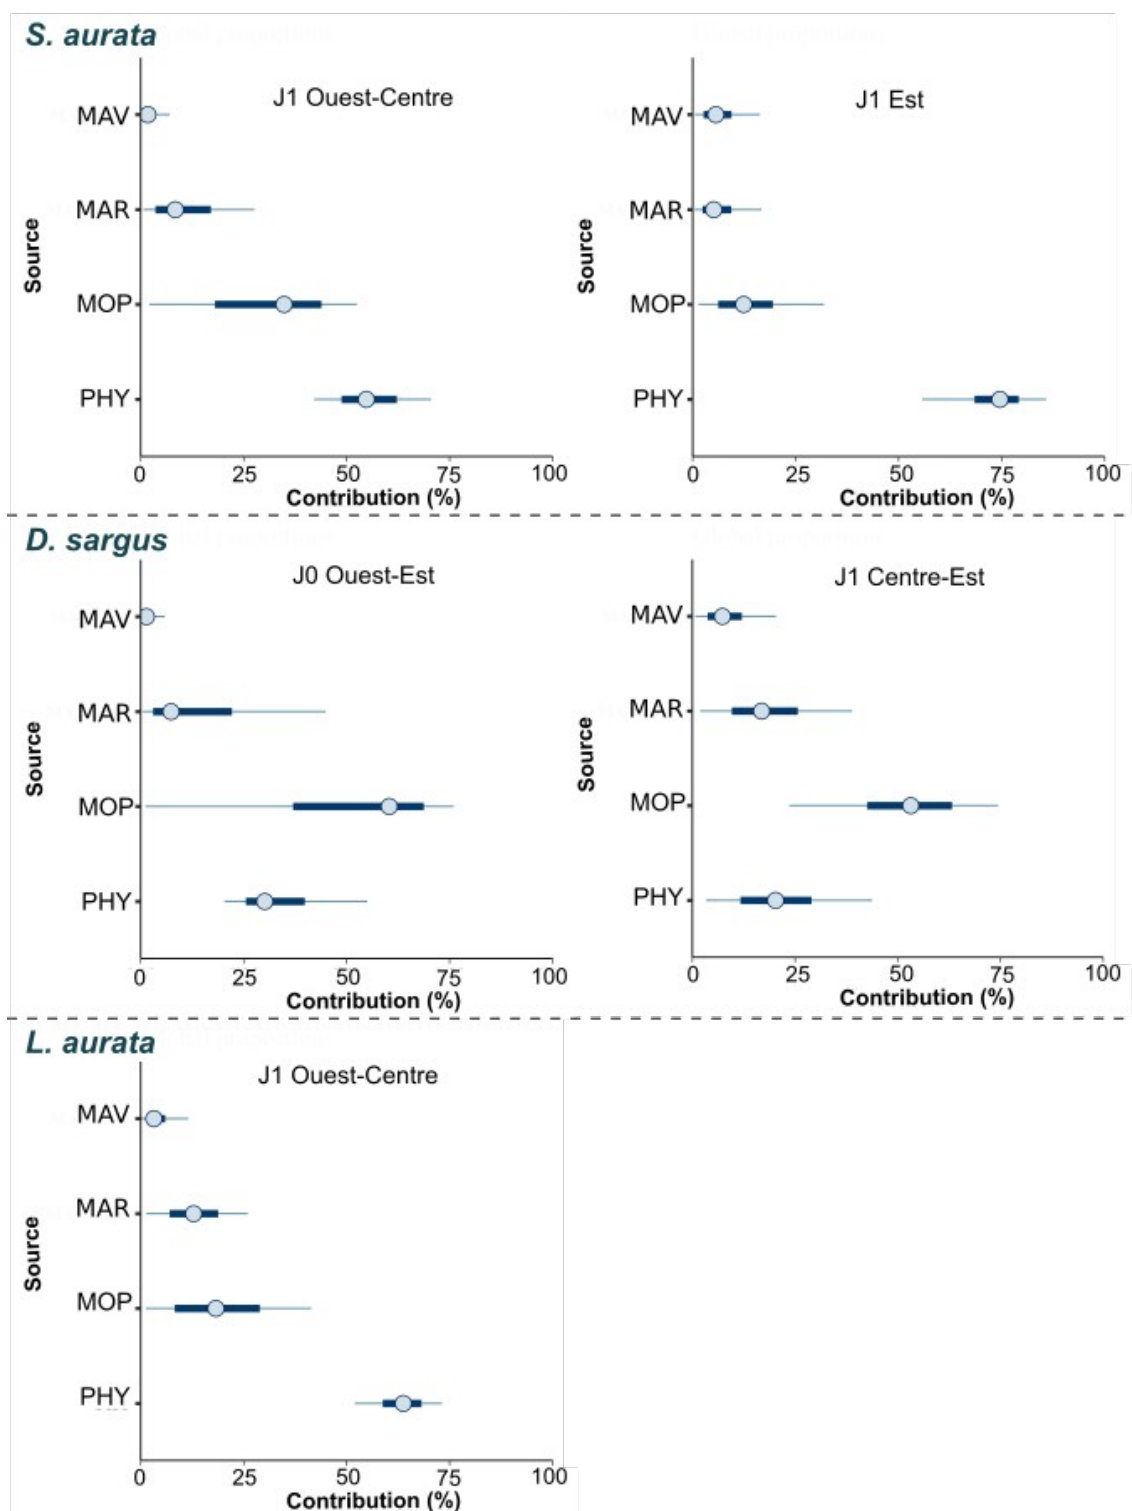 S. aurata
J1 Ouest-Centre
MAV
MAR
MOP
PHY
Source
0 25 50 75 100
Contribution (%)
J1 Est
MAV
MAR
MOP
PHY
Source
0 25 50 75 100
Contribution (%)
D. sargus
J0 Ouest-Est
MAV
MAR
MOP
PHY
Source
0 25 50 75 100
Contribution (%)
J1 Centre-Est
MAV
MAR
MOP
PHY
Source
0 25 50 75 100
Contribution (%)
L. aurata
J1 Ouest-Centre
MAV
MAR
MOP
PHY
Source
0 25 50 75 100
Contribution (%)